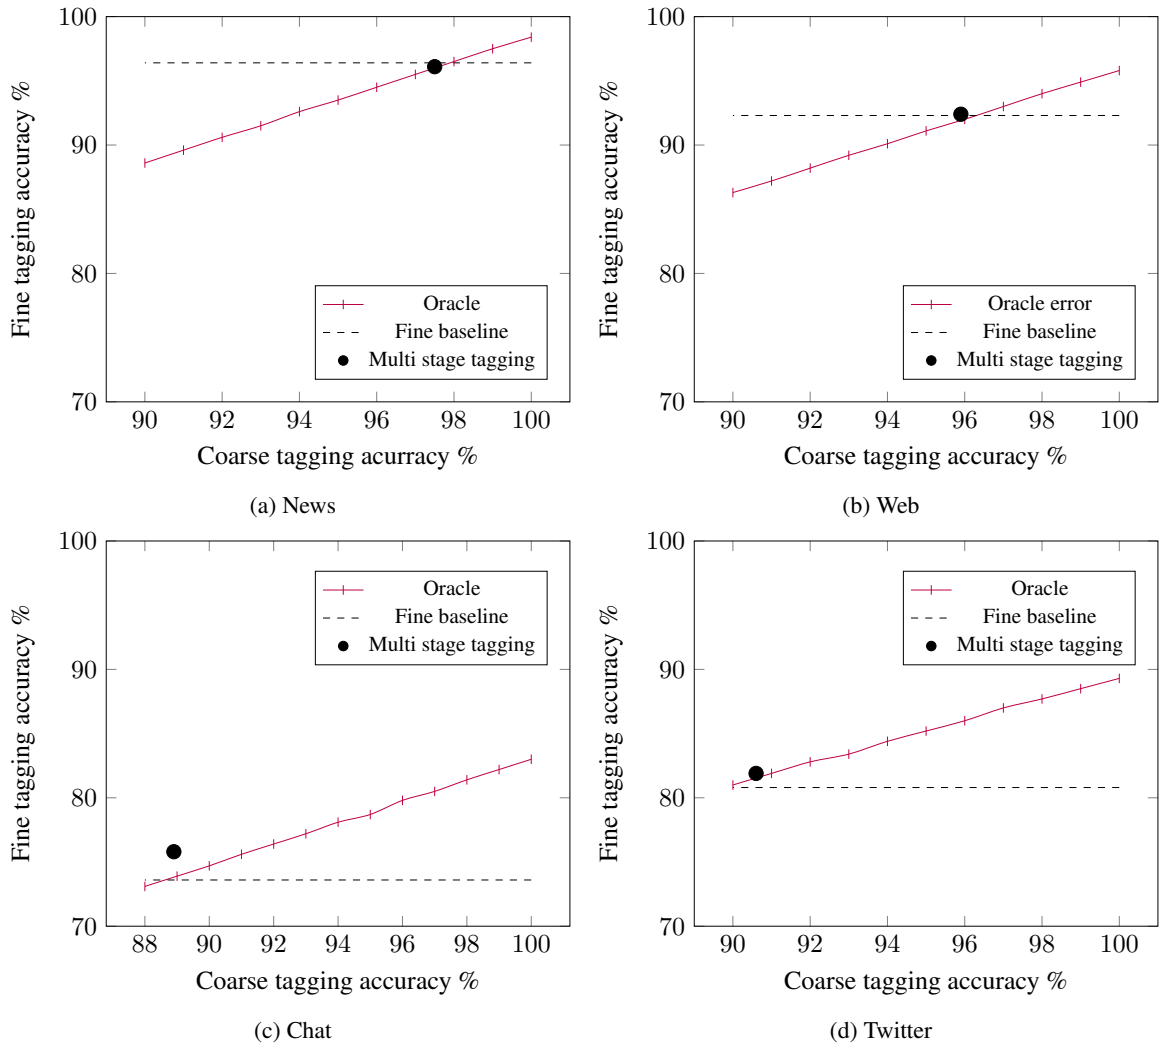 100
90
80
70
Fine tagging accuracy %
Oracle
Fine baseline
Multi stage tagging
90 92 94 96 98 100
Coarse tagging acurracy %
(a) News
100
90
80
70
Fine tagging accuracy %
Oracle error
Fine baseline
Multi stage tagging
90 92 94 96 98 100
Coarse tagging accuracy %
(b) Web
100
90
80
70
Fine tagging accuracy %
Oracle
Fine baseline
Multi stage tagging
88 90 92 94 96 98 100
Coarse tagging accuracy %
(c) Chat
100
90
80
70
Fine tagging accuracy %
Oracle
Fine baseline
Multi stage tagging
90 92 94 96 98 100
Coarse tagging accuracy %
(d) Twitter